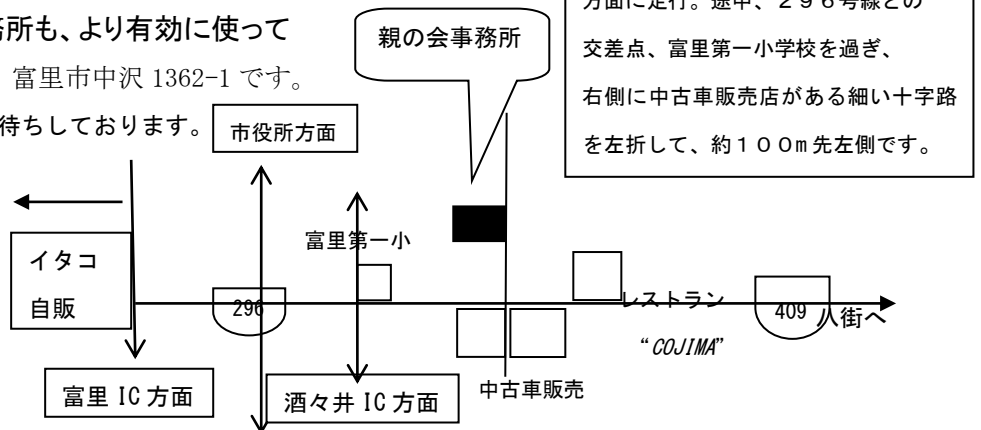 務所も、より有効に使って
富里市中沢 1362-1 です。
待ちしております。
親の会事務所
方面に走行。途中、２９６号線との
交差点、富里第一小学校を過ぎ、
右側に中古車販売店がある細い十字路
を左折して、約１００ｍ先左側です。
市役所方面
イタコ
自販
富里第一小
296
レストラン
“COJIMA”
409
八街へ
富里 IC 方面
酒々井 IC 方面
中古車販売